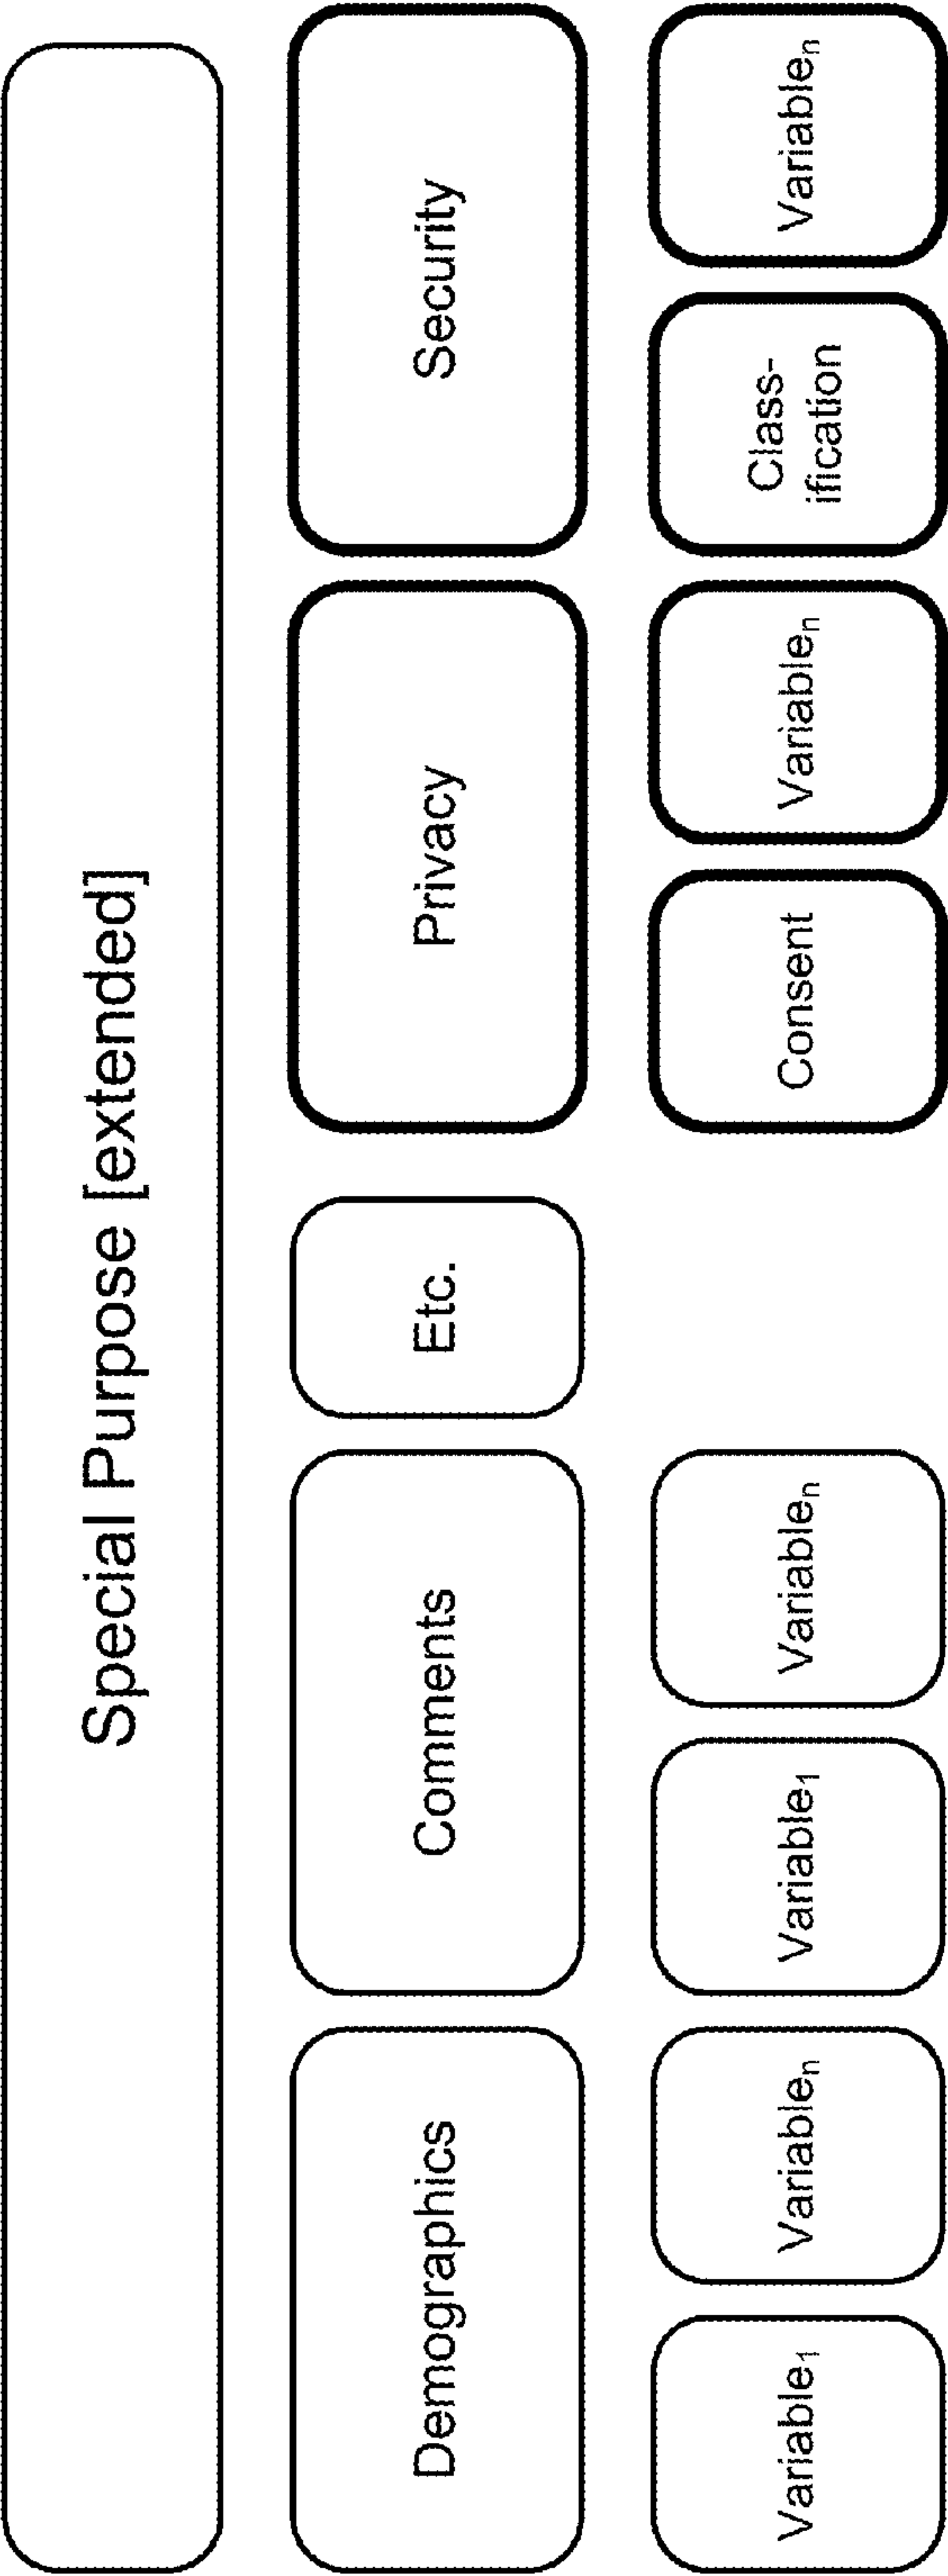 Special Purpose [extended]
Demographics
Comments
Etc.
Privacy
Security
Variable₁
Variableₙ
Variable₁
Variableₙ
Consent
Variableₙ
Class-
ification
Variableₙ